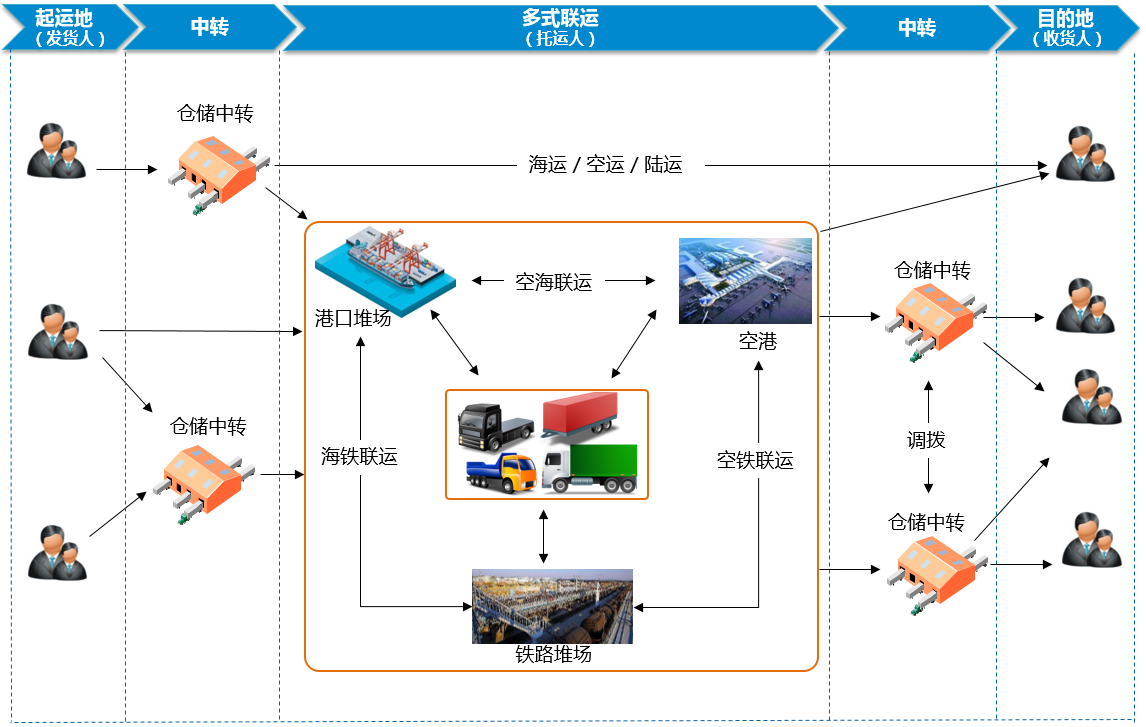 起运地
（发货人）
中转
多式联运
（托运人）
中转
目的地
（收货人）
仓储中转
海运 / 空运 / 陆运
空海联运
港口堆场
空港
仓储中转
仓储中转
海铁联运
空铁联运
调拨
仓储中转
铁路堆场